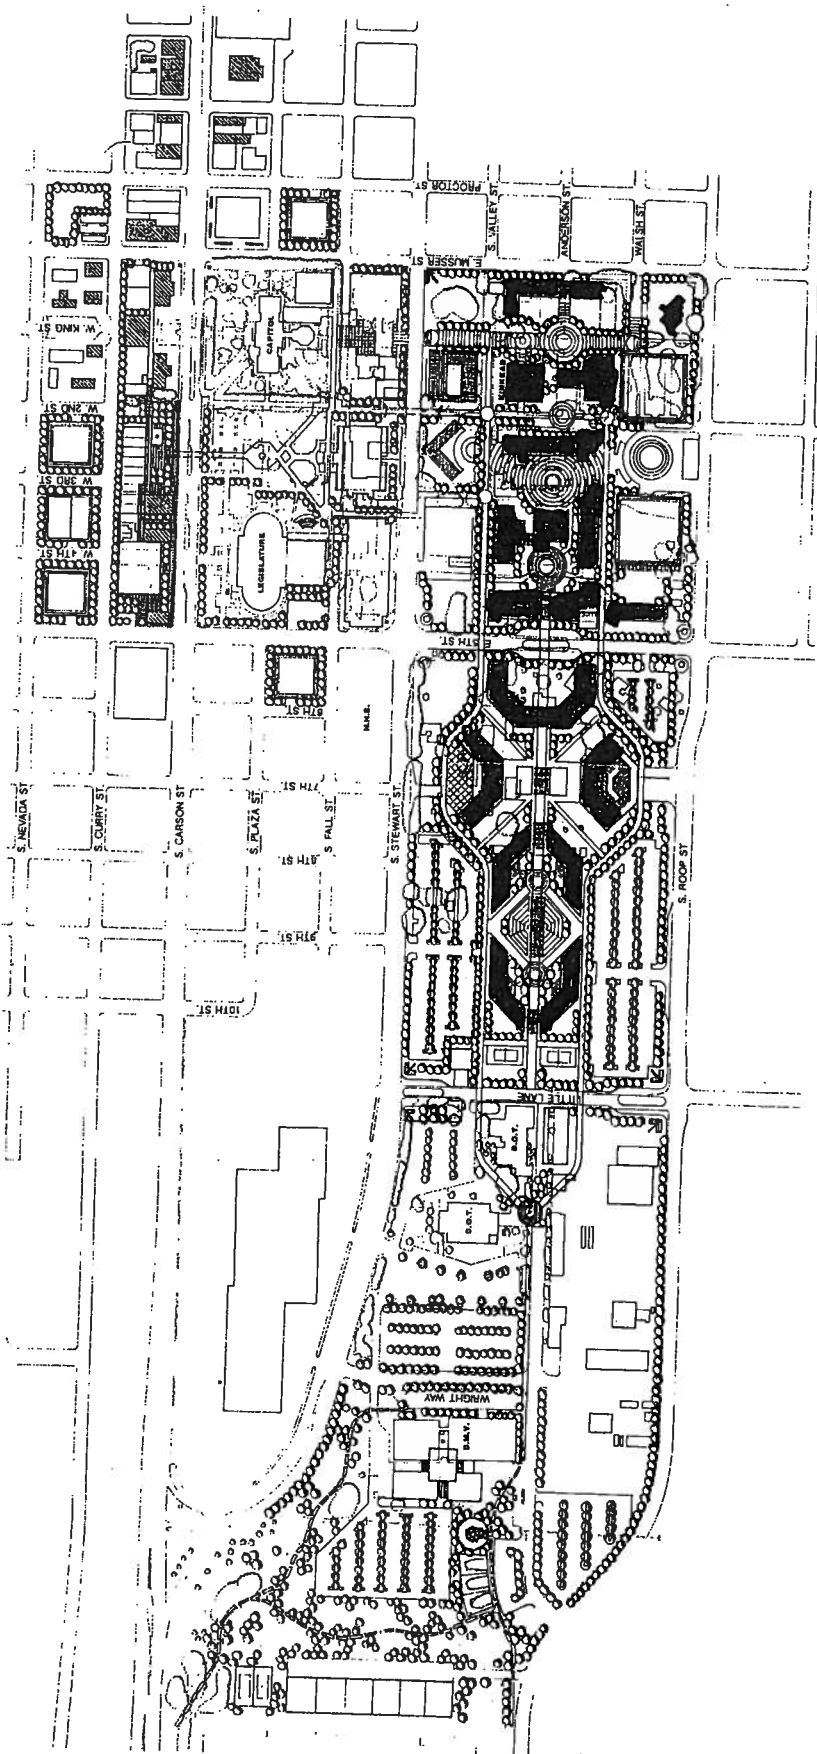 PROCTOR ST.
S. VALLEY ST.
ANDERSON ST.
WALSH ST.
E. MUSSER ST.
W. KING ST.
CAPITOL
KINKEAD
W. 2ND ST.
W. 3RD ST.
W. 4TH ST.
LEGISLATURE
E. 5TH ST.
6TH ST.
N.H.S.
7TH ST.
S. NEVADA ST
S. CURRY ST.
S. CARSON ST
S. PLAZA ST.
S. FALL ST
S. STEWART ST.
S. ROOP ST
8TH ST.
9TH ST.
10TH ST.
LITTLE LANE
D.O.T.
D.O.T.
WRIGHT WAY
D.M.V.